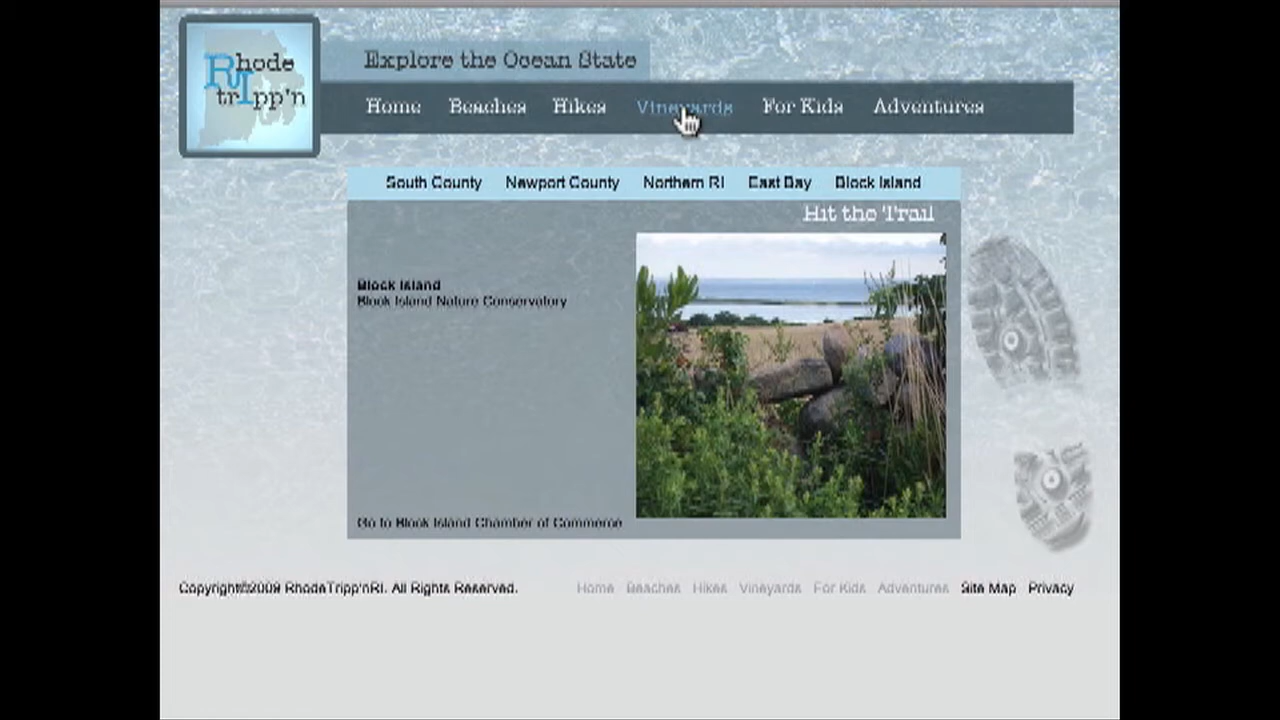 Rhode
RI
trIpp'n
Explore the Ocean State
Home Beaches Hikes Vineyards For Kids Adventures
South County Newport County Northern RI East Bay Block Island
Hit the Trail
Block Island
Block Island Nature Conservatory
Go to Block Island Chamber of Commerce
Copyright©2009 RhodeTripp'nRI. All Rights Reserved.
Home Beaches Hikes Vineyards For Kids Adventures Site Map Privacy